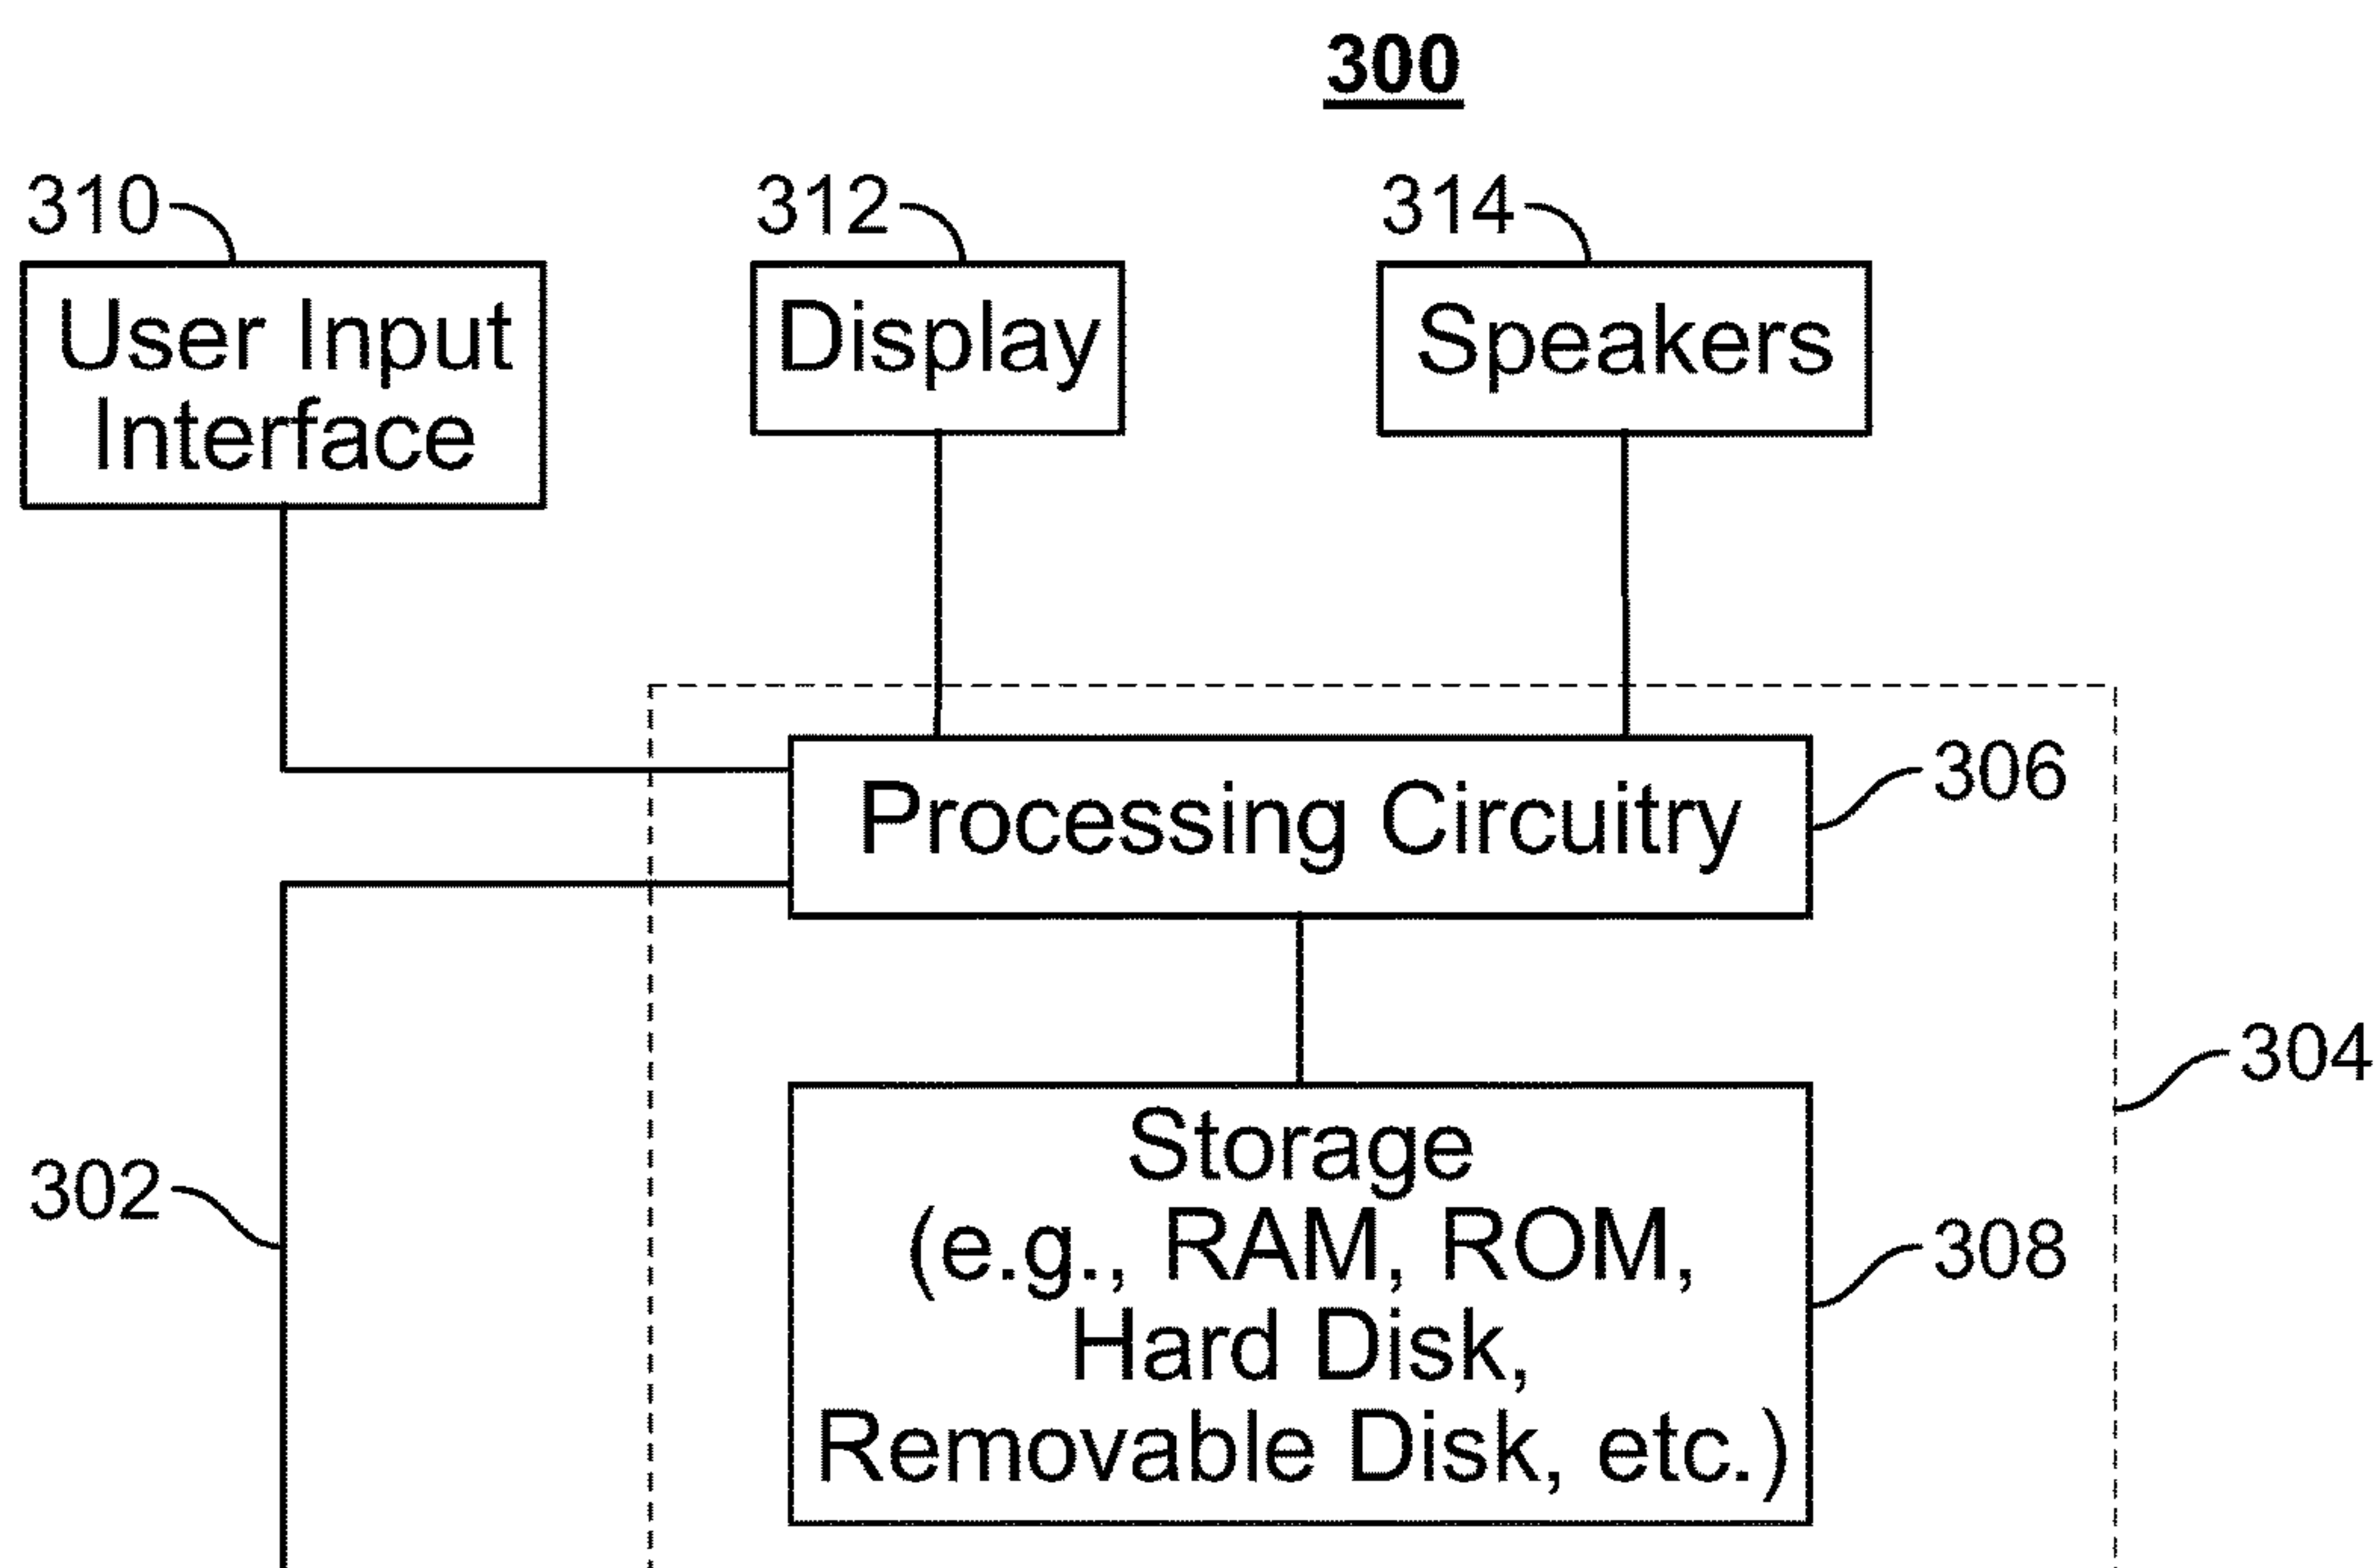 300
310
312
314
User Input
Interface
Display
Speakers
Processing Circuitry
306
304
302
Storage
(e.g., RAM, ROM,
Hard Disk,
Removable Disk, etc.)
308